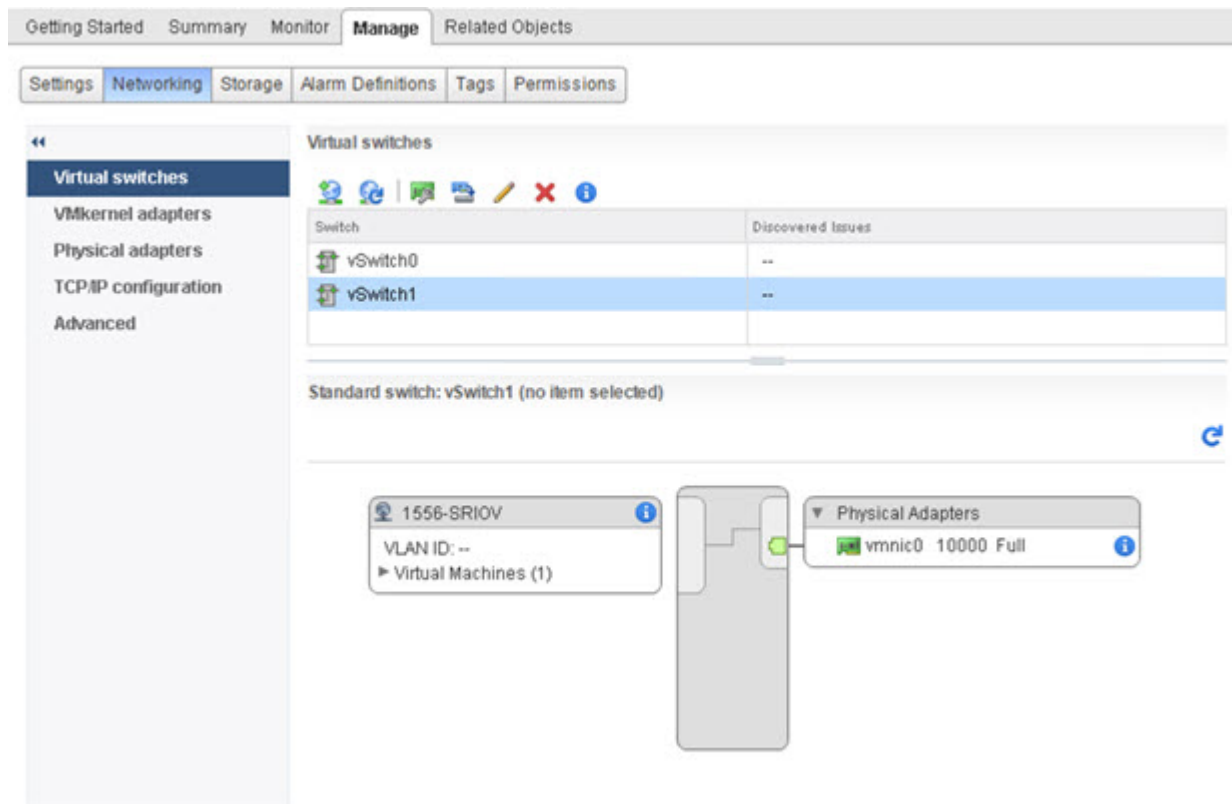 Getting Started Summary Monitor Manage Related Objects
Settings Networking Storage Alarm Definitions Tags Permissions
Virtual switches
VMkernel adapters
Physical adapters
TCP/IP configuration
Advanced
Virtual switches
Switch Discovered Issues
vSwitch0 --
vSwitch1 --
Standard switch: vSwitch1 (no item selected)
1556-SRIOV
VLAN ID: --
Virtual Machines (1)
Physical Adapters
vmnic0 10000 Full